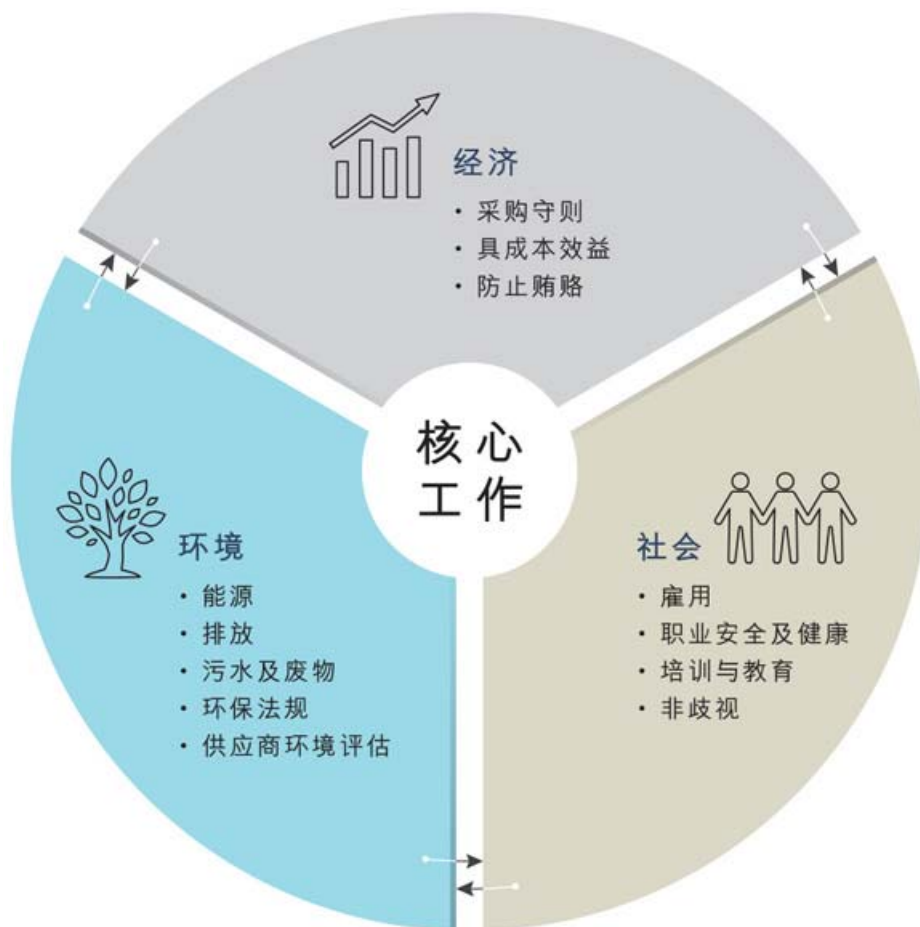 经济
• 采购守则
• 具成本效益
• 防止贿赂
核心
工作
环境
• 能源
• 排放
• 污水及废物
• 环保法规
• 供应商环境评估
社会
• 雇用
• 职业安全及健康
• 培训与教育
• 非歧视